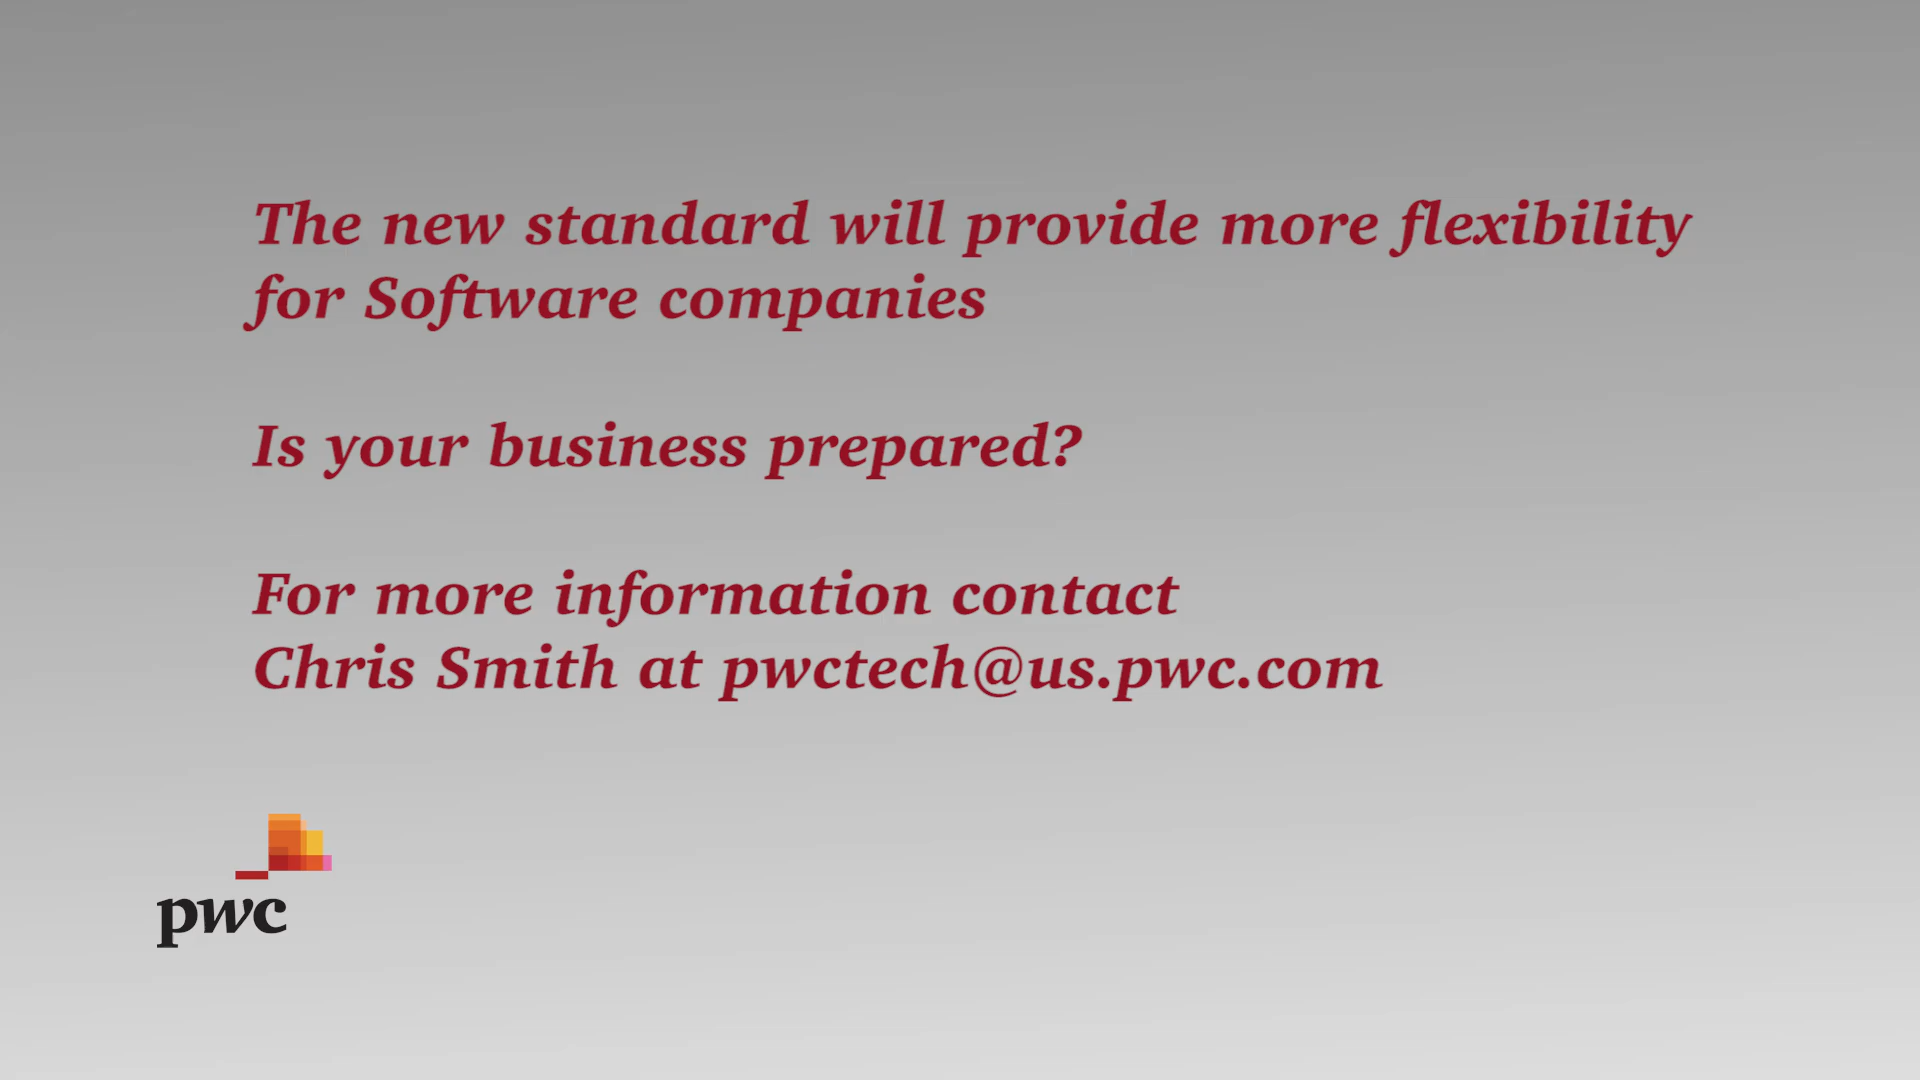 The new standard will provide more flexibility
for Software companies
Is your business prepared?
For more information contact
Chris Smith at pwctech@us.pwc.com
pwc